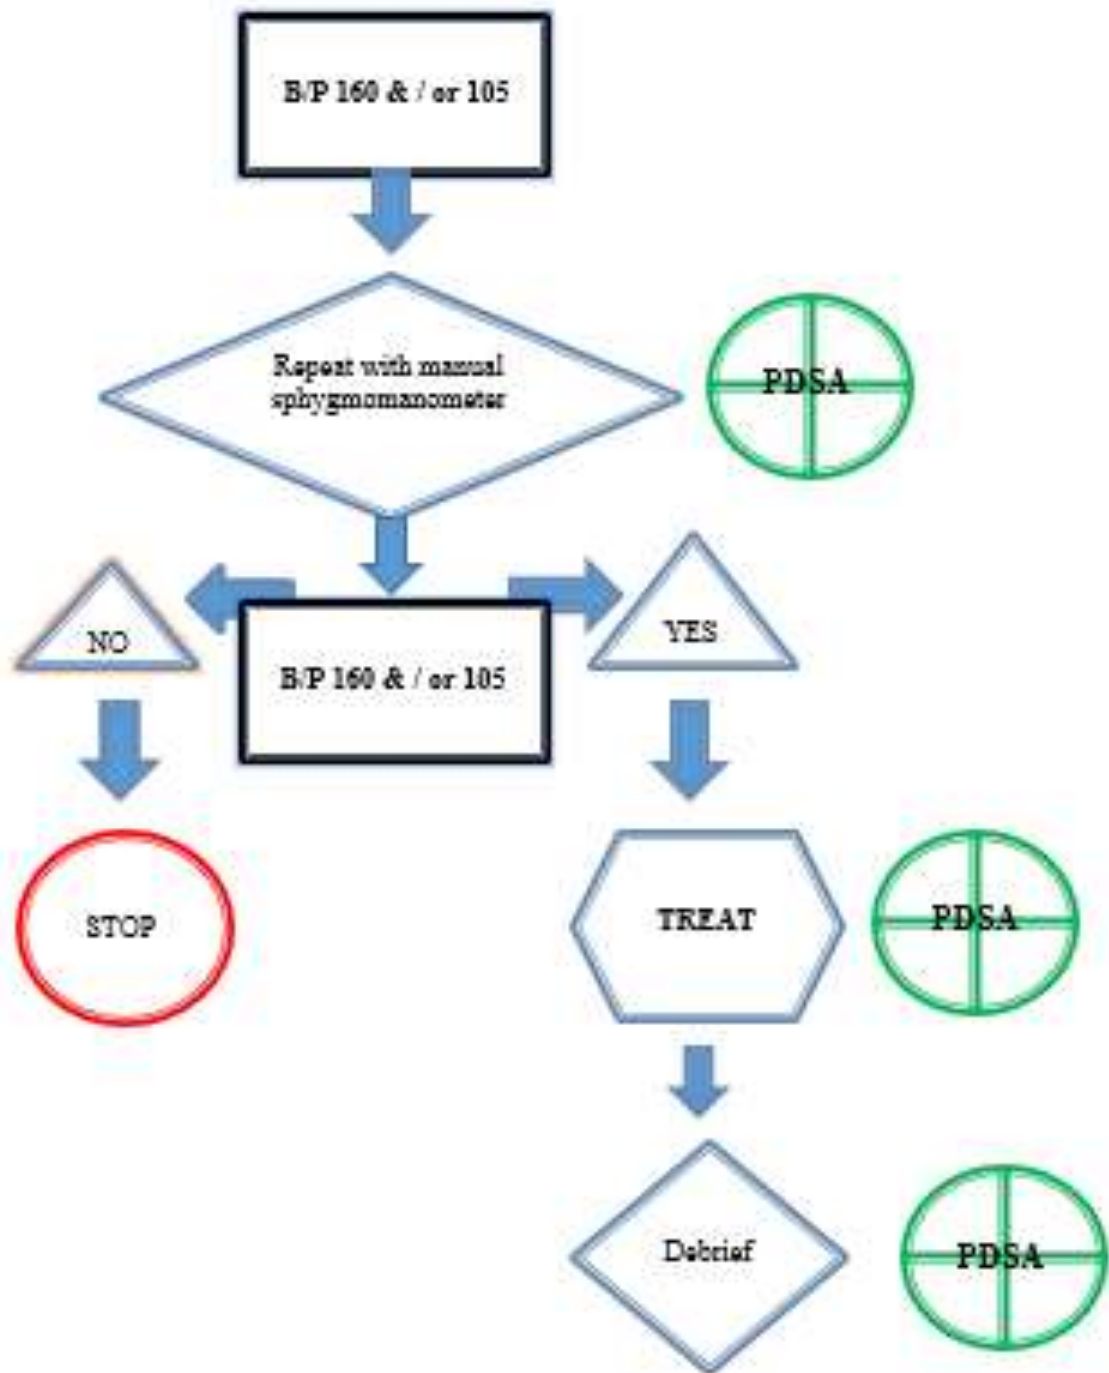 B/P 160 & / or 105
Repeat with manual
sphygmomanometer
PDSA
NO
B/P 160 & / or 105
YES
STOP
TREAT
PDSA
Debrief
PDSA